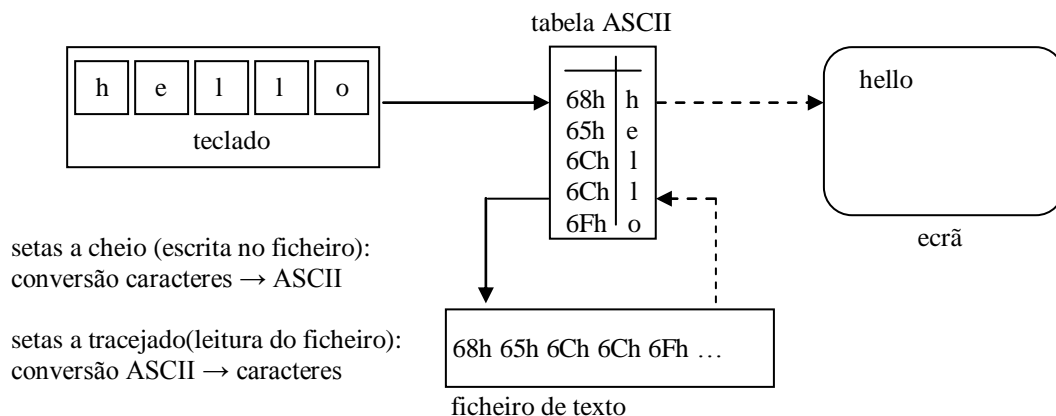 tabela ASCII
h e l l o
teclado
68h h
65h e
6Ch l
6Ch l
6Fh o
hello
ecrã
setas a cheio (escrita no ficheiro):
conversão caracteres → ASCII
setas a tracejado(leitura do ficheiro):
conversão ASCII → caracteres
68h 65h 6Ch 6Ch 6Fh …
ficheiro de texto